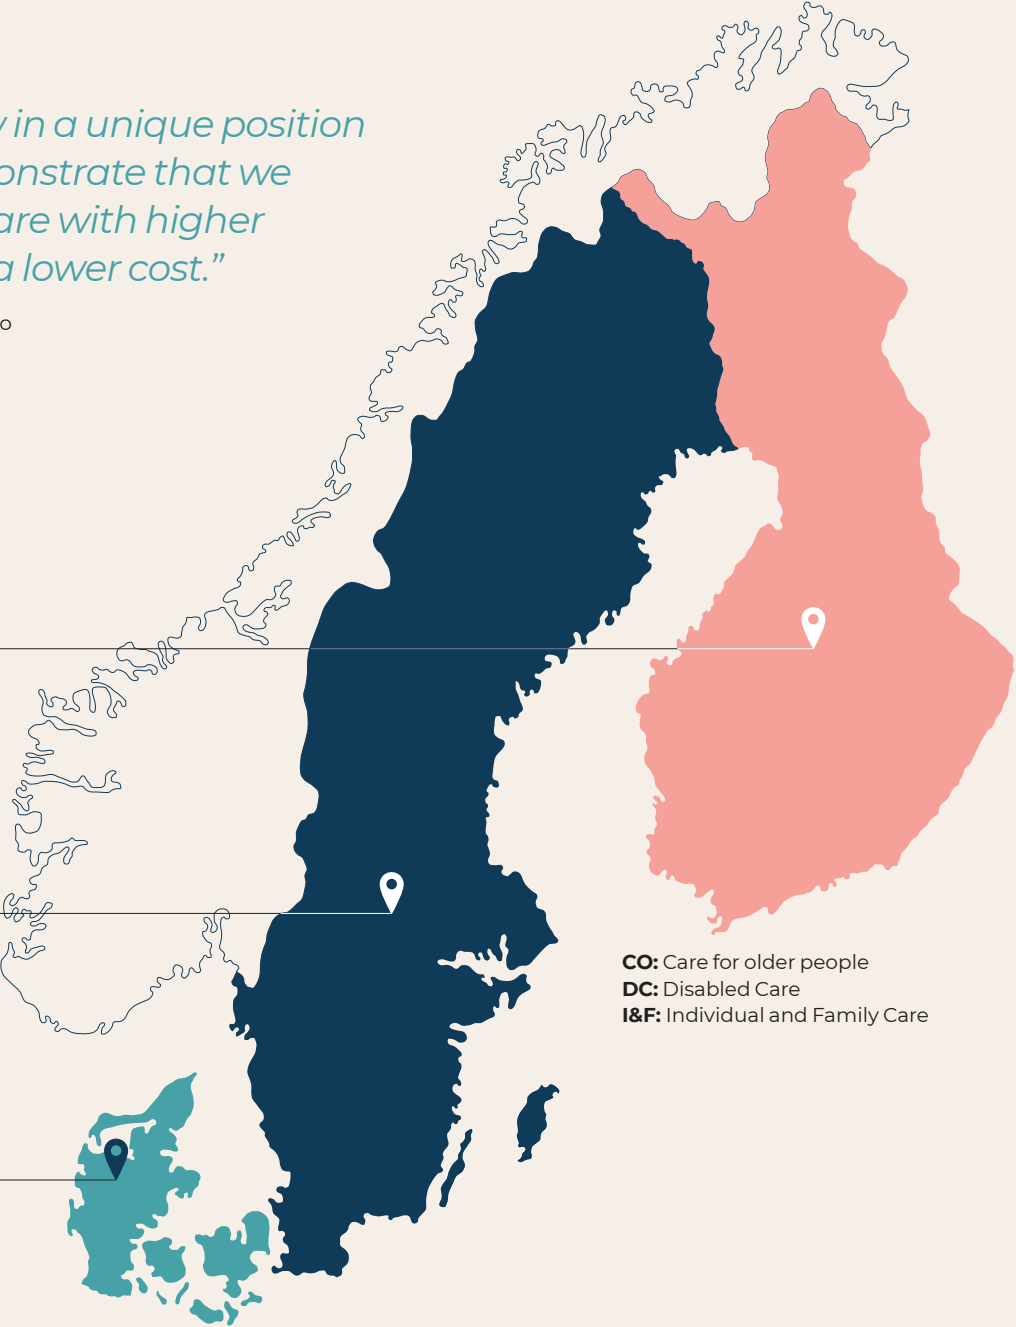 in a unique position
onstrate that we
are with higher
a lower cost.”
o
CO: Care for older people
DC: Disabled Care
I&F: Individual and Family Care